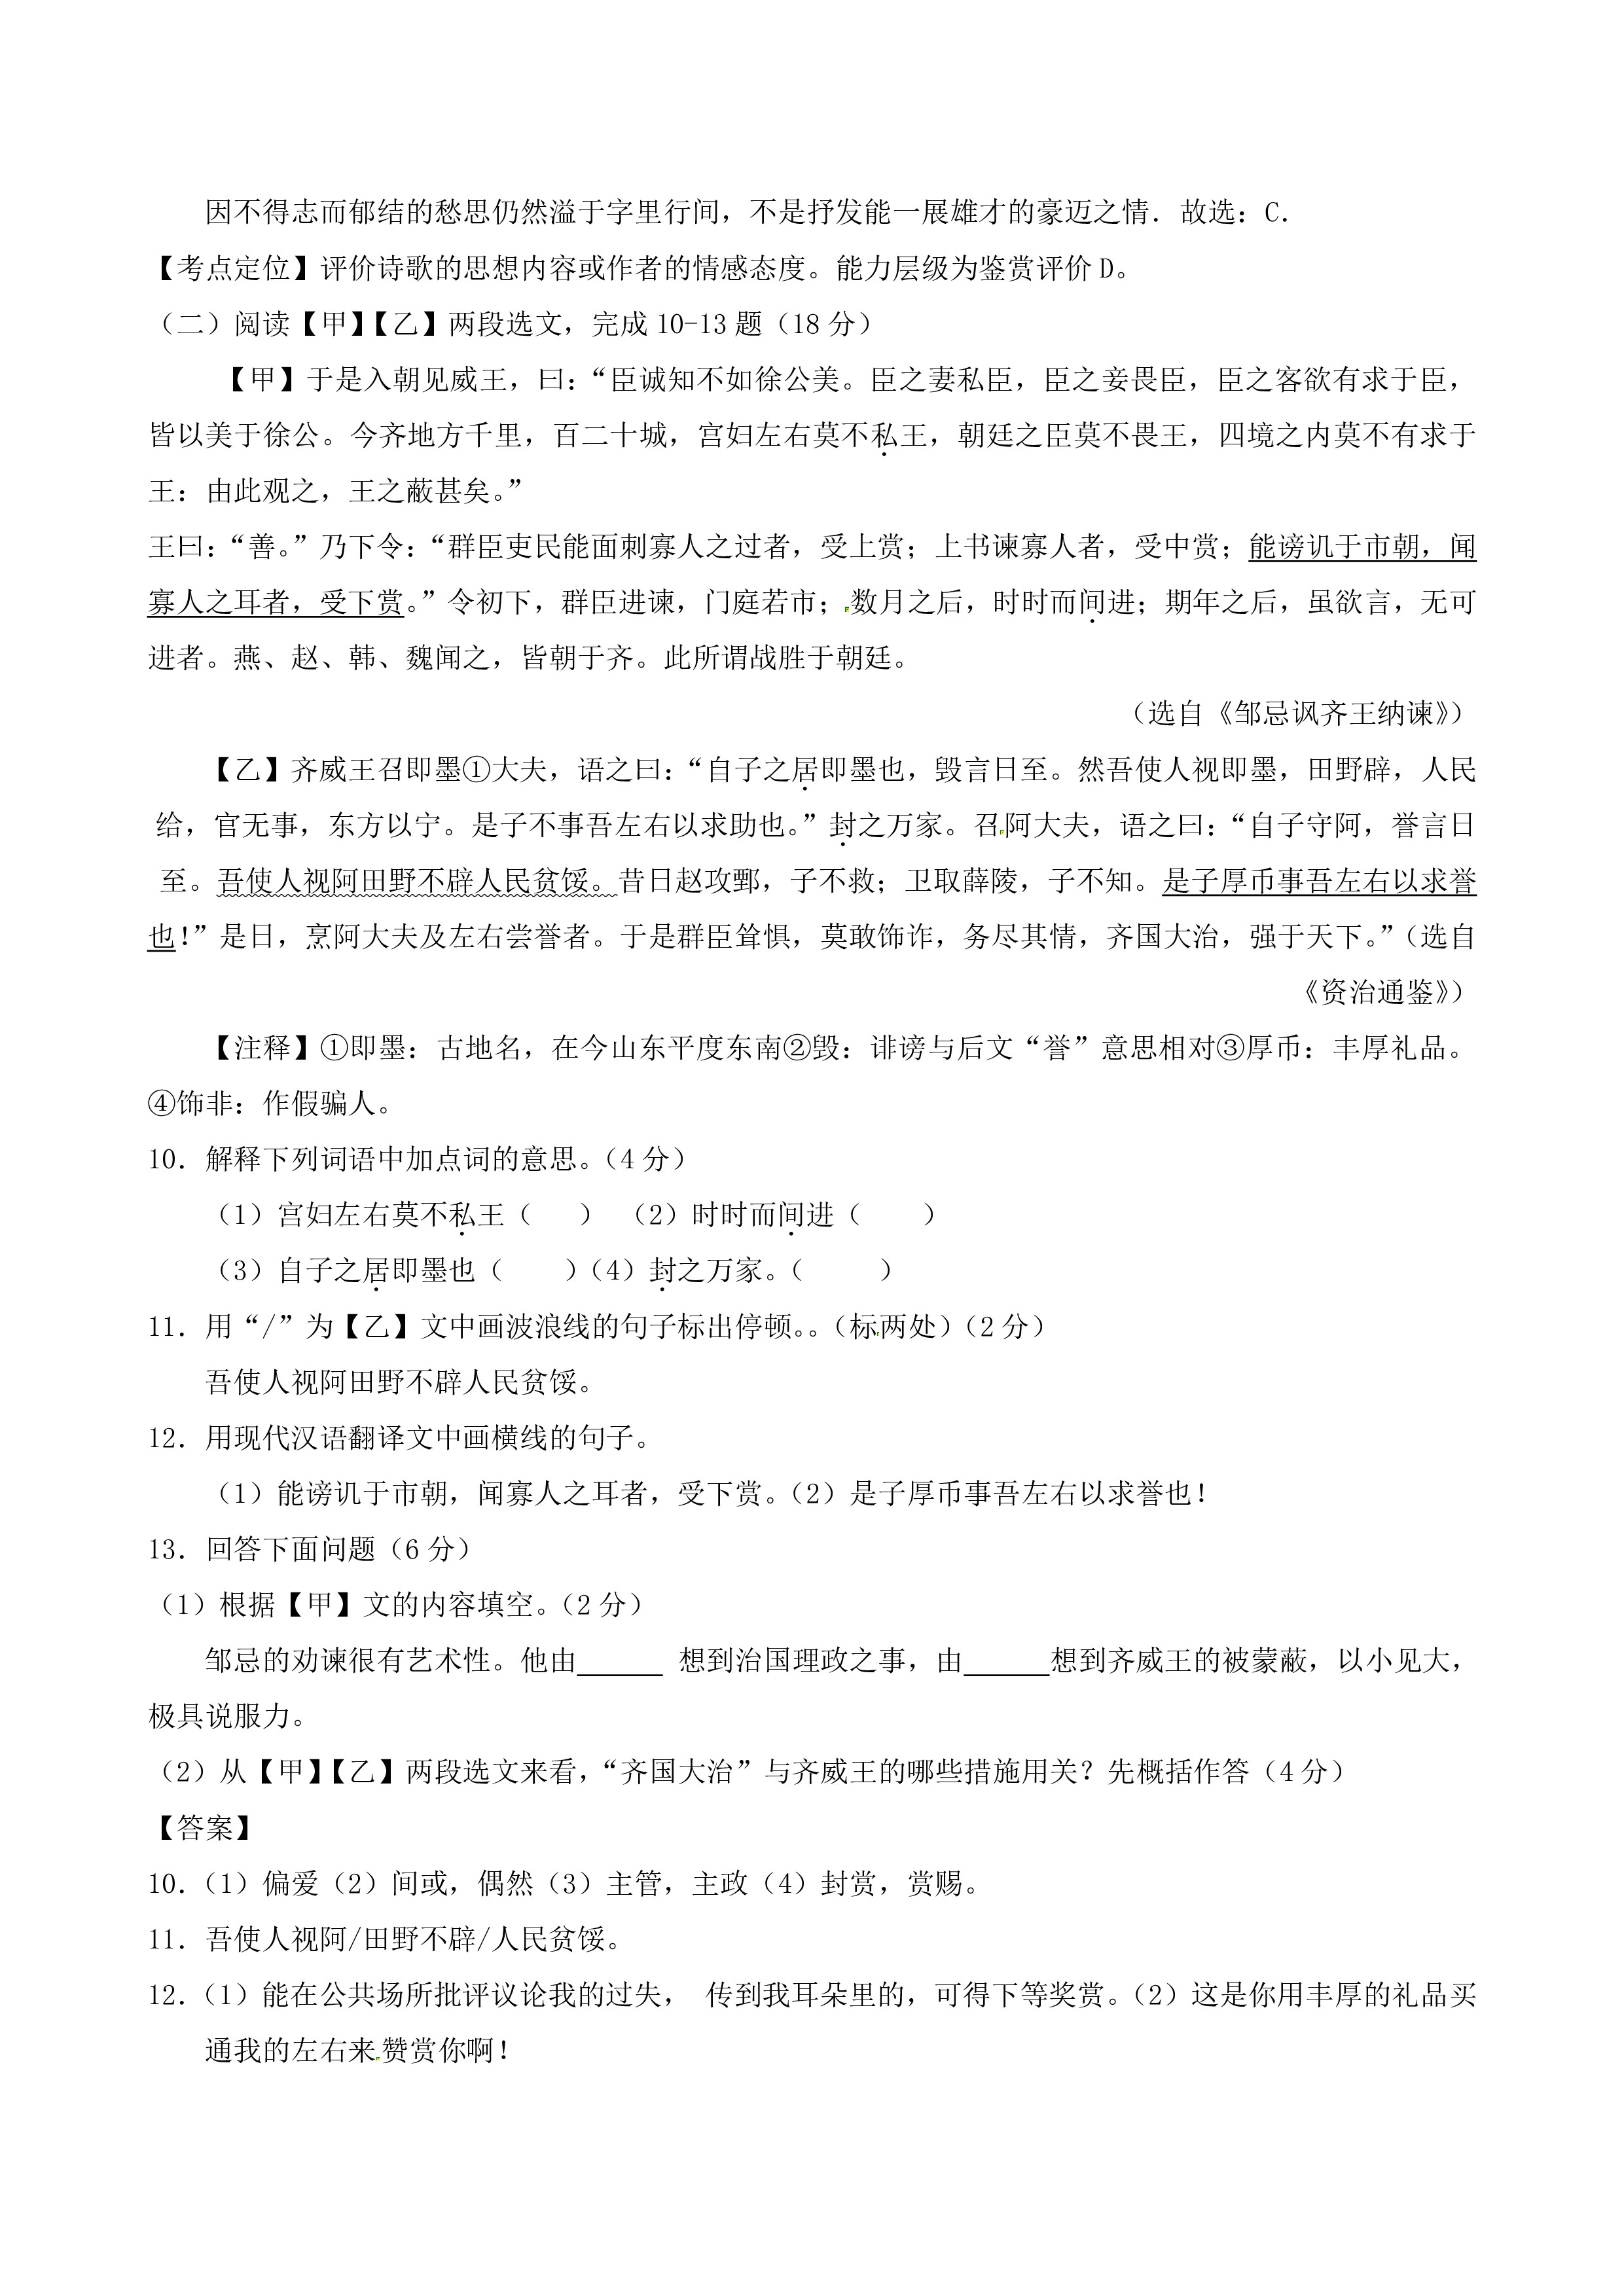 因不得志而郁结的愁思仍然溢于字里行间，不是抒发能一展雄才的豪迈之情．故选：C．
【考点定位】评价诗歌的思想内容或作者的情感态度。能力层级为鉴赏评价 D。
（二）阅读【甲】【乙】两段选文，完成 10-13 题（18 分）
【甲】于是入朝见威王，曰：“臣诚知不如徐公美。臣之妻私臣，臣之妾畏臣，臣之客欲有求于臣，
皆以美于徐公。今齐地方千里，百二十城，宫妇左右莫不私王，朝廷之臣莫不畏王，四境之内莫不有求于
王：由此观之，王之蔽甚矣。”
王曰：“善。”乃下令：“群臣吏民能面刺寡人之过者，受上赏；上书谏寡人者，受中赏；能谤讥于市朝，闻
寡人之耳者，受下赏。”令初下，群臣进谏，门庭若市；数月之后，时时而间进；期年之后，虽欲言，无可
进者。燕、赵、韩、魏闻之，皆朝于齐。此所谓战胜于朝廷。
（选自《邹忌讽齐王纳谏》）
【乙】齐威王召即墨①大夫，语之曰：“自子之居即墨也，毁言日至。然吾使人视即墨，田野辟，人民
给，官无事，东方以宁。是子不事吾左右以求助也。”封之万家。召阿大夫，语之曰：“自子守阿，誉言日
至。吾使人视阿田野不辟人民贫馁。昔日赵攻鄄，子不救；卫取薛陵，子不知。是子厚币事吾左右以求誉
也！”是日，烹阿大夫及左右尝誉者。于是群臣耸惧，莫敢饰诈，务尽其情，齐国大治，强于天下。”（选自
《资治通鉴》）
【注释】①即墨：古地名，在今山东平度东南②毁：诽谤与后文“誉”意思相对③厚币：丰厚礼品。
④饰非：作假骗人。
10．解释下列词语中加点词的意思。（4 分）
（1）宫妇左右莫不私王（　　） （2）时时而间进（　　）
（3）自子之居即墨也（　　）（4）封之万家。（　　）
11．用“/”为【乙】文中画波浪线的句子标出停顿。。（标两处）（2 分）
吾使人视阿田野不辟人民贫馁。
12．用现代汉语翻译文中画横线的句子。
（1）能谤讥于市朝，闻寡人之耳者，受下赏。（2）是子厚币事吾左右以求誉也！
13．回答下面问题（6 分）
（1）根据【甲】文的内容填空。（2 分）
邹忌的劝谏很有艺术性。他由______ 想到治国理政之事，由______想到齐威王的被蒙蔽，以小见大，
极具说服力。
（2）从【甲】【乙】两段选文来看，“齐国大治”与齐威王的哪些措施用关？先概括作答（4 分）
【答案】
10．（1）偏爱（2）间或，偶然（3）主管，主政（4）封赏，赏赐。
11．吾使人视阿/田野不辟/人民贫馁。
12．（1）能在公共场所批评议论我的过失， 传到我耳朵里的，可得下等奖赏。（2）这是你用丰厚的礼品买
通我的左右来赞赏你啊！